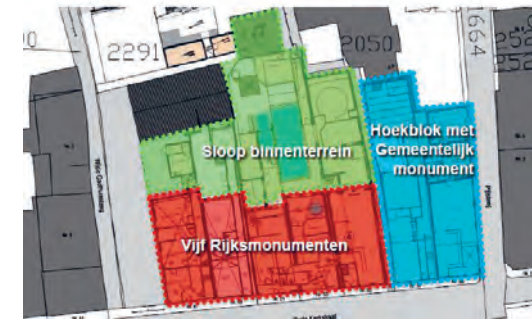 2291
2050
1664
Sloop binnenterrein
Hoekblok met
Gemeentelijk
monument
Vijf Rijksmonumenten